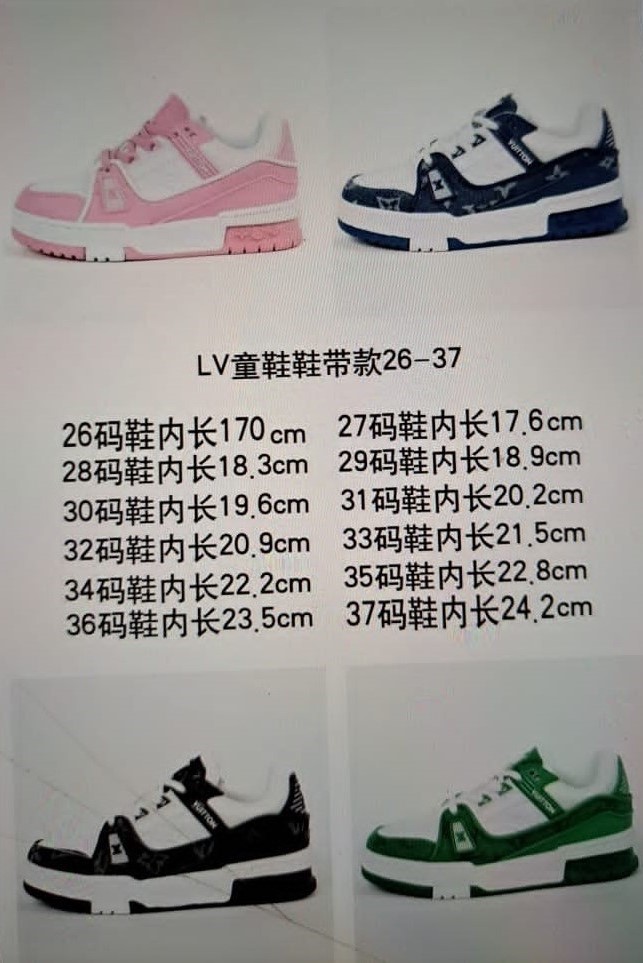 VUITTON
LV童鞋鞋带款26-37
26码鞋内长170cm 27码鞋内长17.6cm
28码鞋内长18.3cm 29码鞋内长18.9cm
30码鞋内长19.6cm 31码鞋内长20.2cm
32码鞋内长20.9cm 33码鞋内长21.5cm
34码鞋内长22.2cm 35码鞋内长22.8cm
36码鞋内长23.5cm 37码鞋内长24.2cm
VUITTON
VUITTON